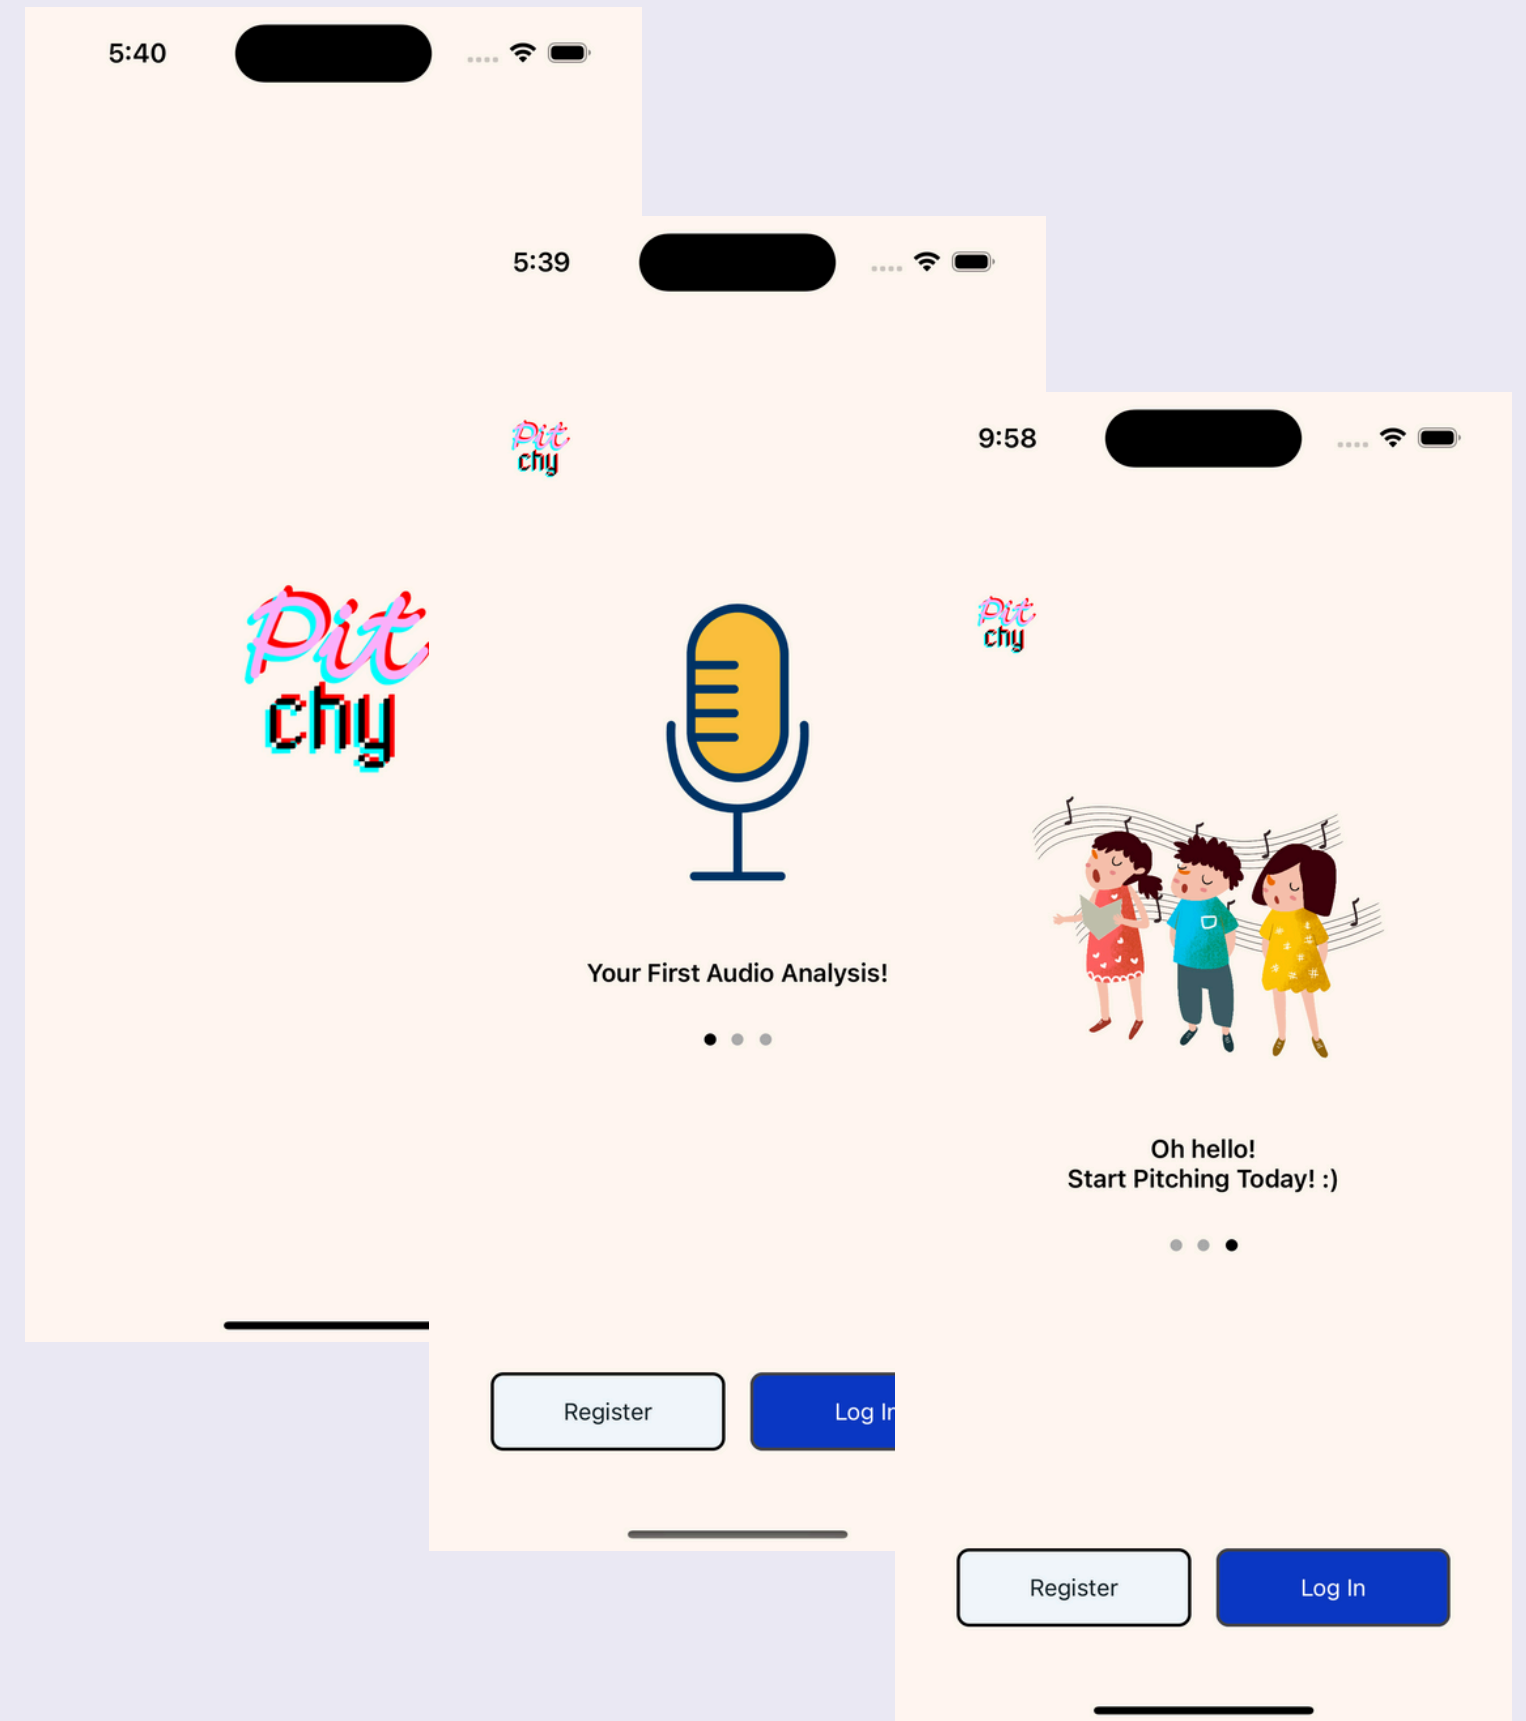 5:40
Pit
chy
5:39
Pit
chy
Your First Audio Analysis!
Register
Log In
9:58
Pit
chy
Oh hello!
Start Pitching Today! :)
Register
Log In